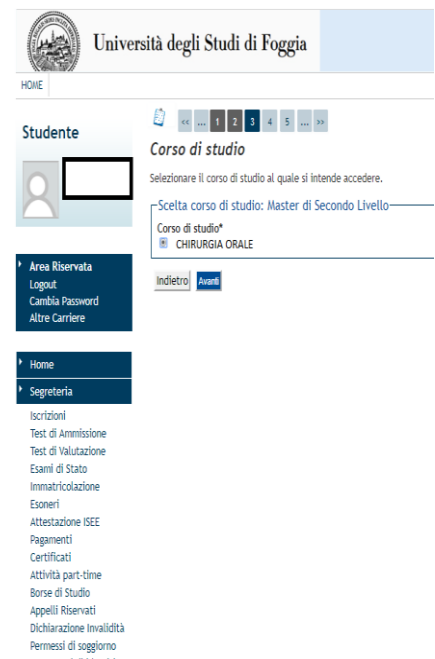 Università degli Studi di Foggia
HOME
Studente
<< ... 1 2 3 4 5 ... >>
Corso di studio
Selezionare il corso di studio al quale si intende accedere.
Scelta corso di studio: Master di Secondo Livello
Corso di studio*
CHIRURGIA ORALE
Indietro Avanti
Area Riservata
Logout
Cambia Password
Altre Carriere
Home
Segreteria
Iscrizioni
Test di Ammissione
Test di Valutazione
Esami di Stato
Immatricolazione
Esoneri
Attestazione ISEE
Pagamenti
Certificati
Attività part-time
Borse di Studio
Appelli Riservati
Dichiarazione Invalidità
Permessi di soggiorno